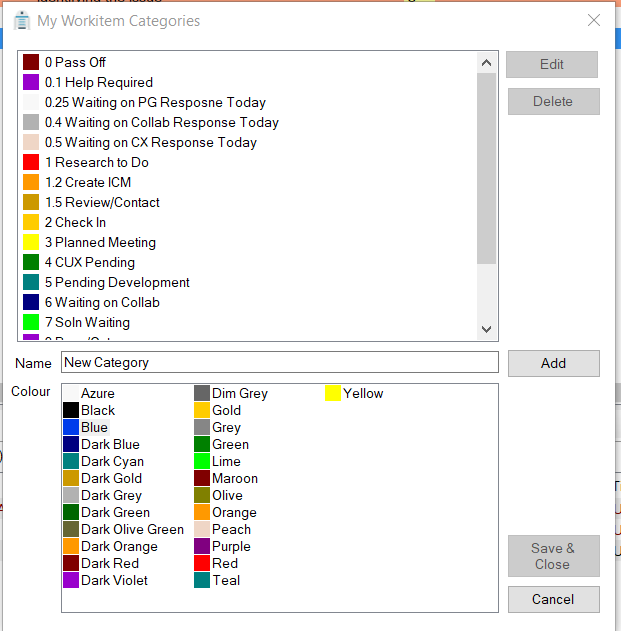 My Workitem Categories
0 Pass Off
0.1 Help Required
0.25 Waiting on PG Resposne Today
0.4 Waiting on Collab Response Today
0.5 Waiting on CX Response Today
1 Research to Do
1.2 Create ICM
1.5 Review/Contact
2 Check In
3 Planned Meeting
4 CUX Pending
5 Pending Development
6 Waiting on Collab
7 Soln Waiting
Edit
Delete
Name
New Category
Add
Colour
Azure
Black
Blue
Dark Blue
Dark Cyan
Dark Gold
Dark Grey
Dark Green
Dark Olive Green
Dark Orange
Dark Red
Dark Violet
Dim Grey
Gold
Grey
Green
Lime
Maroon
Olive
Orange
Peach
Purple
Red
Teal
Yellow
Save &
Close
Cancel